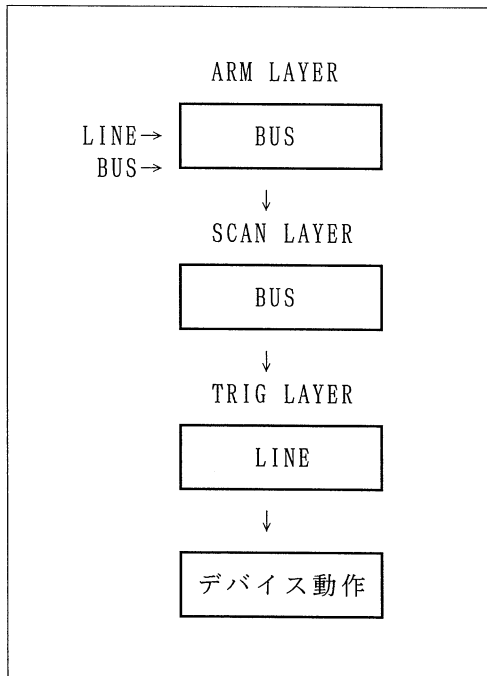 ARM LAYER
LINE→
BUS→
BUS
↓
SCAN LAYER
BUS
↓
TRIG LAYER
LINE
↓
デバイス動作